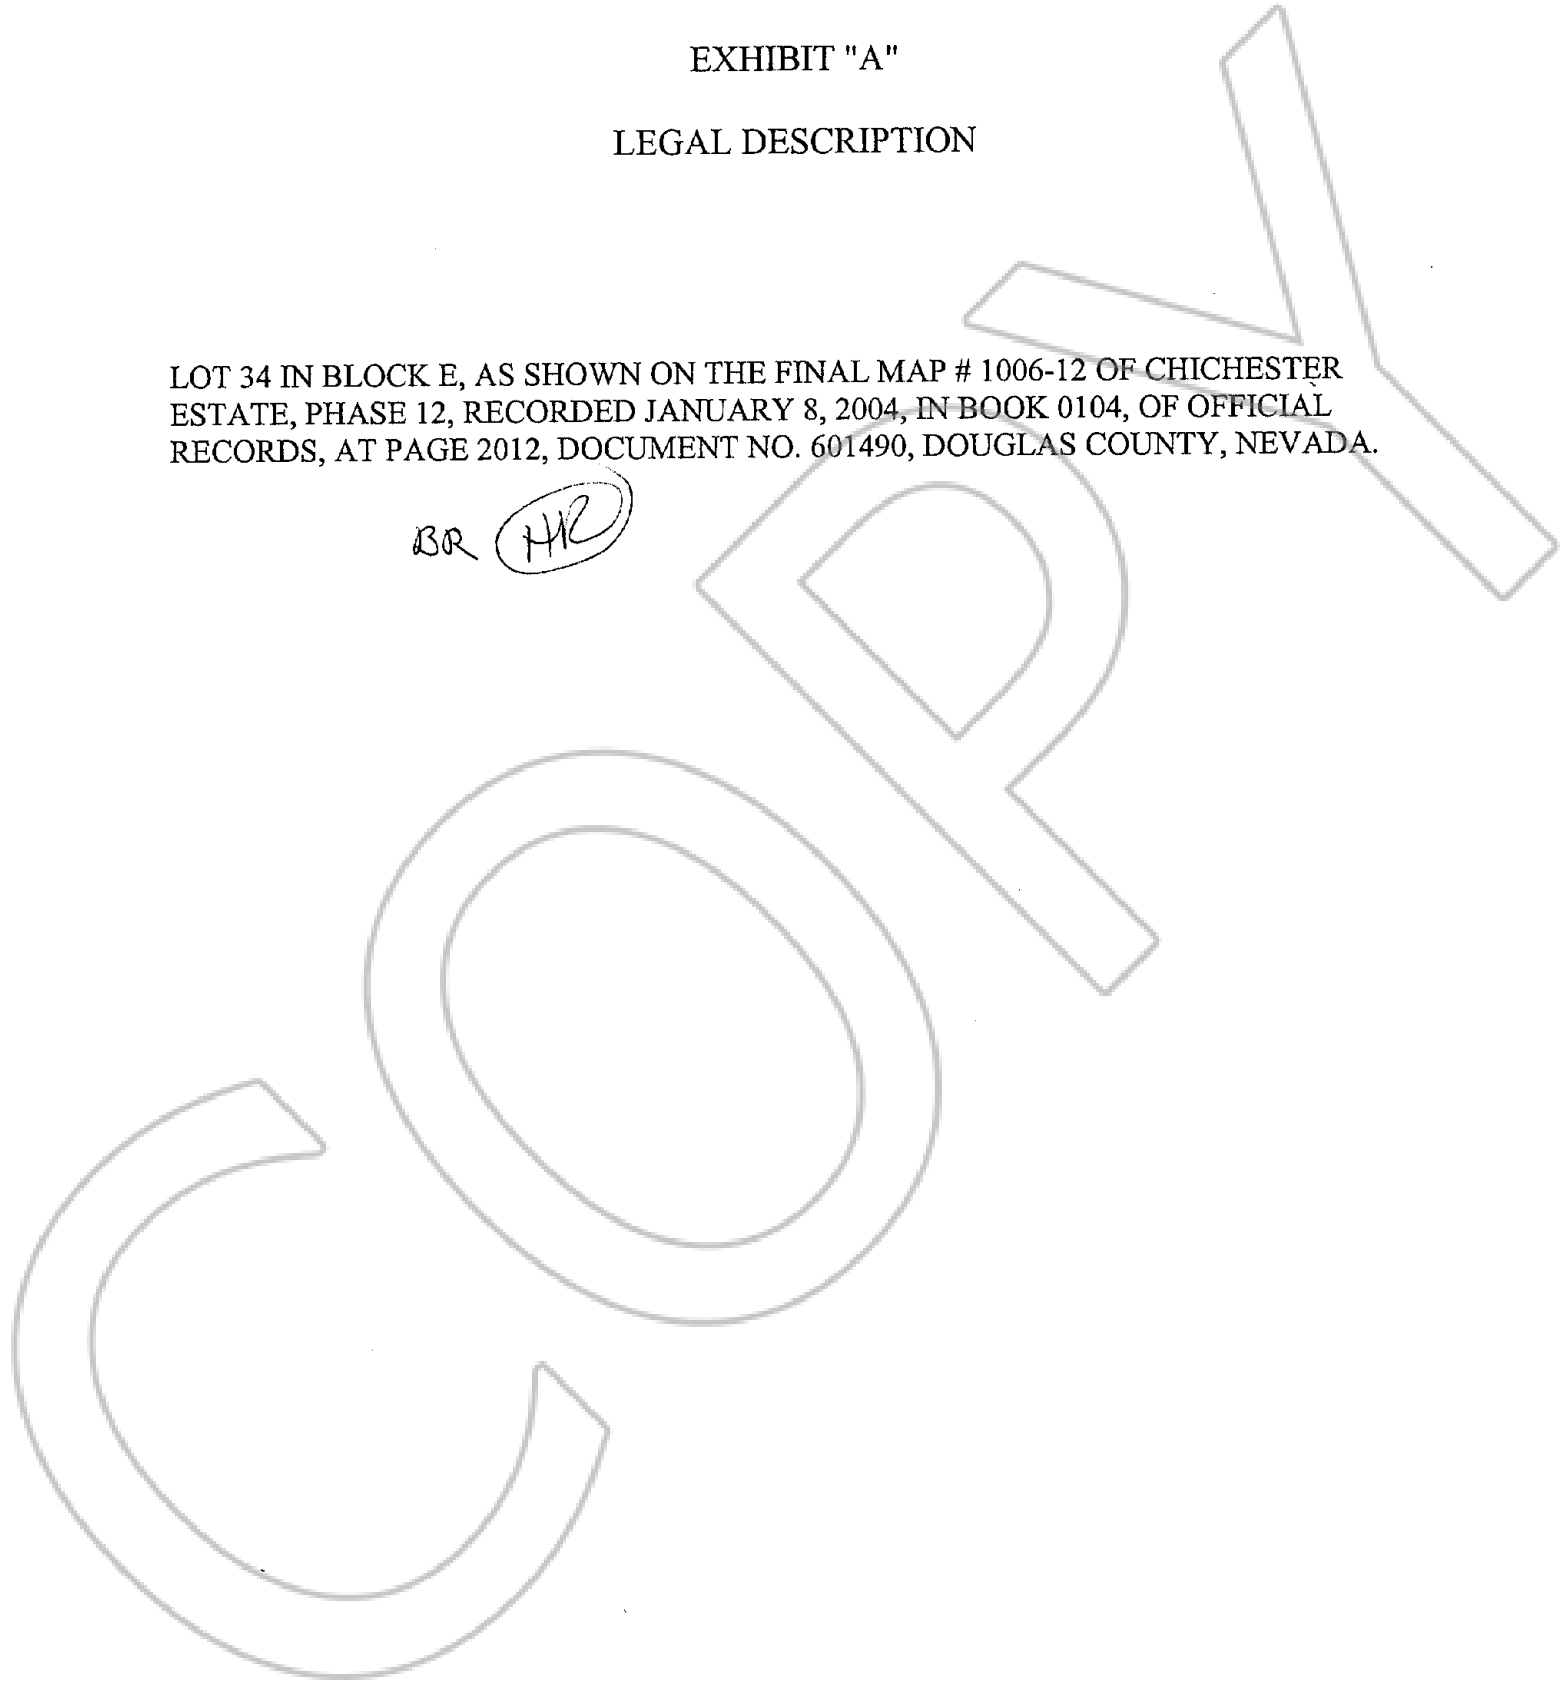 EXHIBIT "A"
LEGAL DESCRIPTION
LOT 34 IN BLOCK E, AS SHOWN ON THE FINAL MAP # 1006-12 OF CHICHESTER
ESTATE, PHASE 12, RECORDED JANUARY 8, 2004, IN BOOK 0104, OF OFFICIAL
RECORDS, AT PAGE 2012, DOCUMENT NO. 601490, DOUGLAS COUNTY, NEVADA.
BR HR
COPY